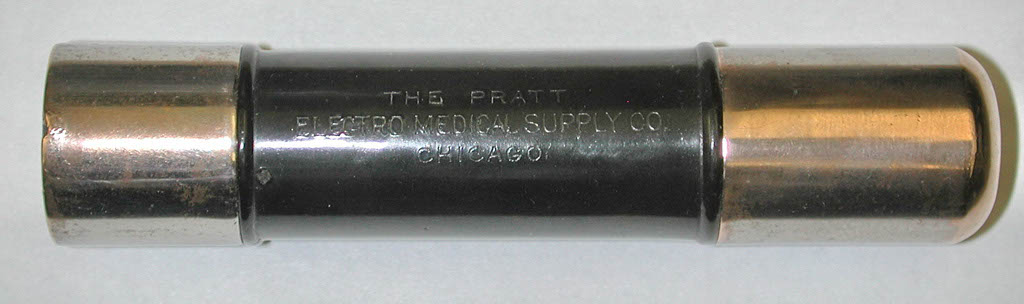 THE PRATT
ELECTRO MEDICAL SUPPLY CO.
CHICAGO